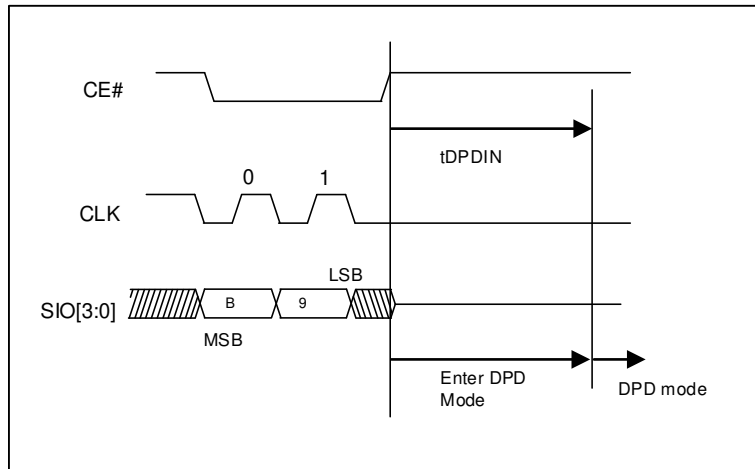 CE#
tDPDIN
0 1
CLK
LSB
SIO[3:0] B 9
MSB
Enter DPD
Mode
DPD mode